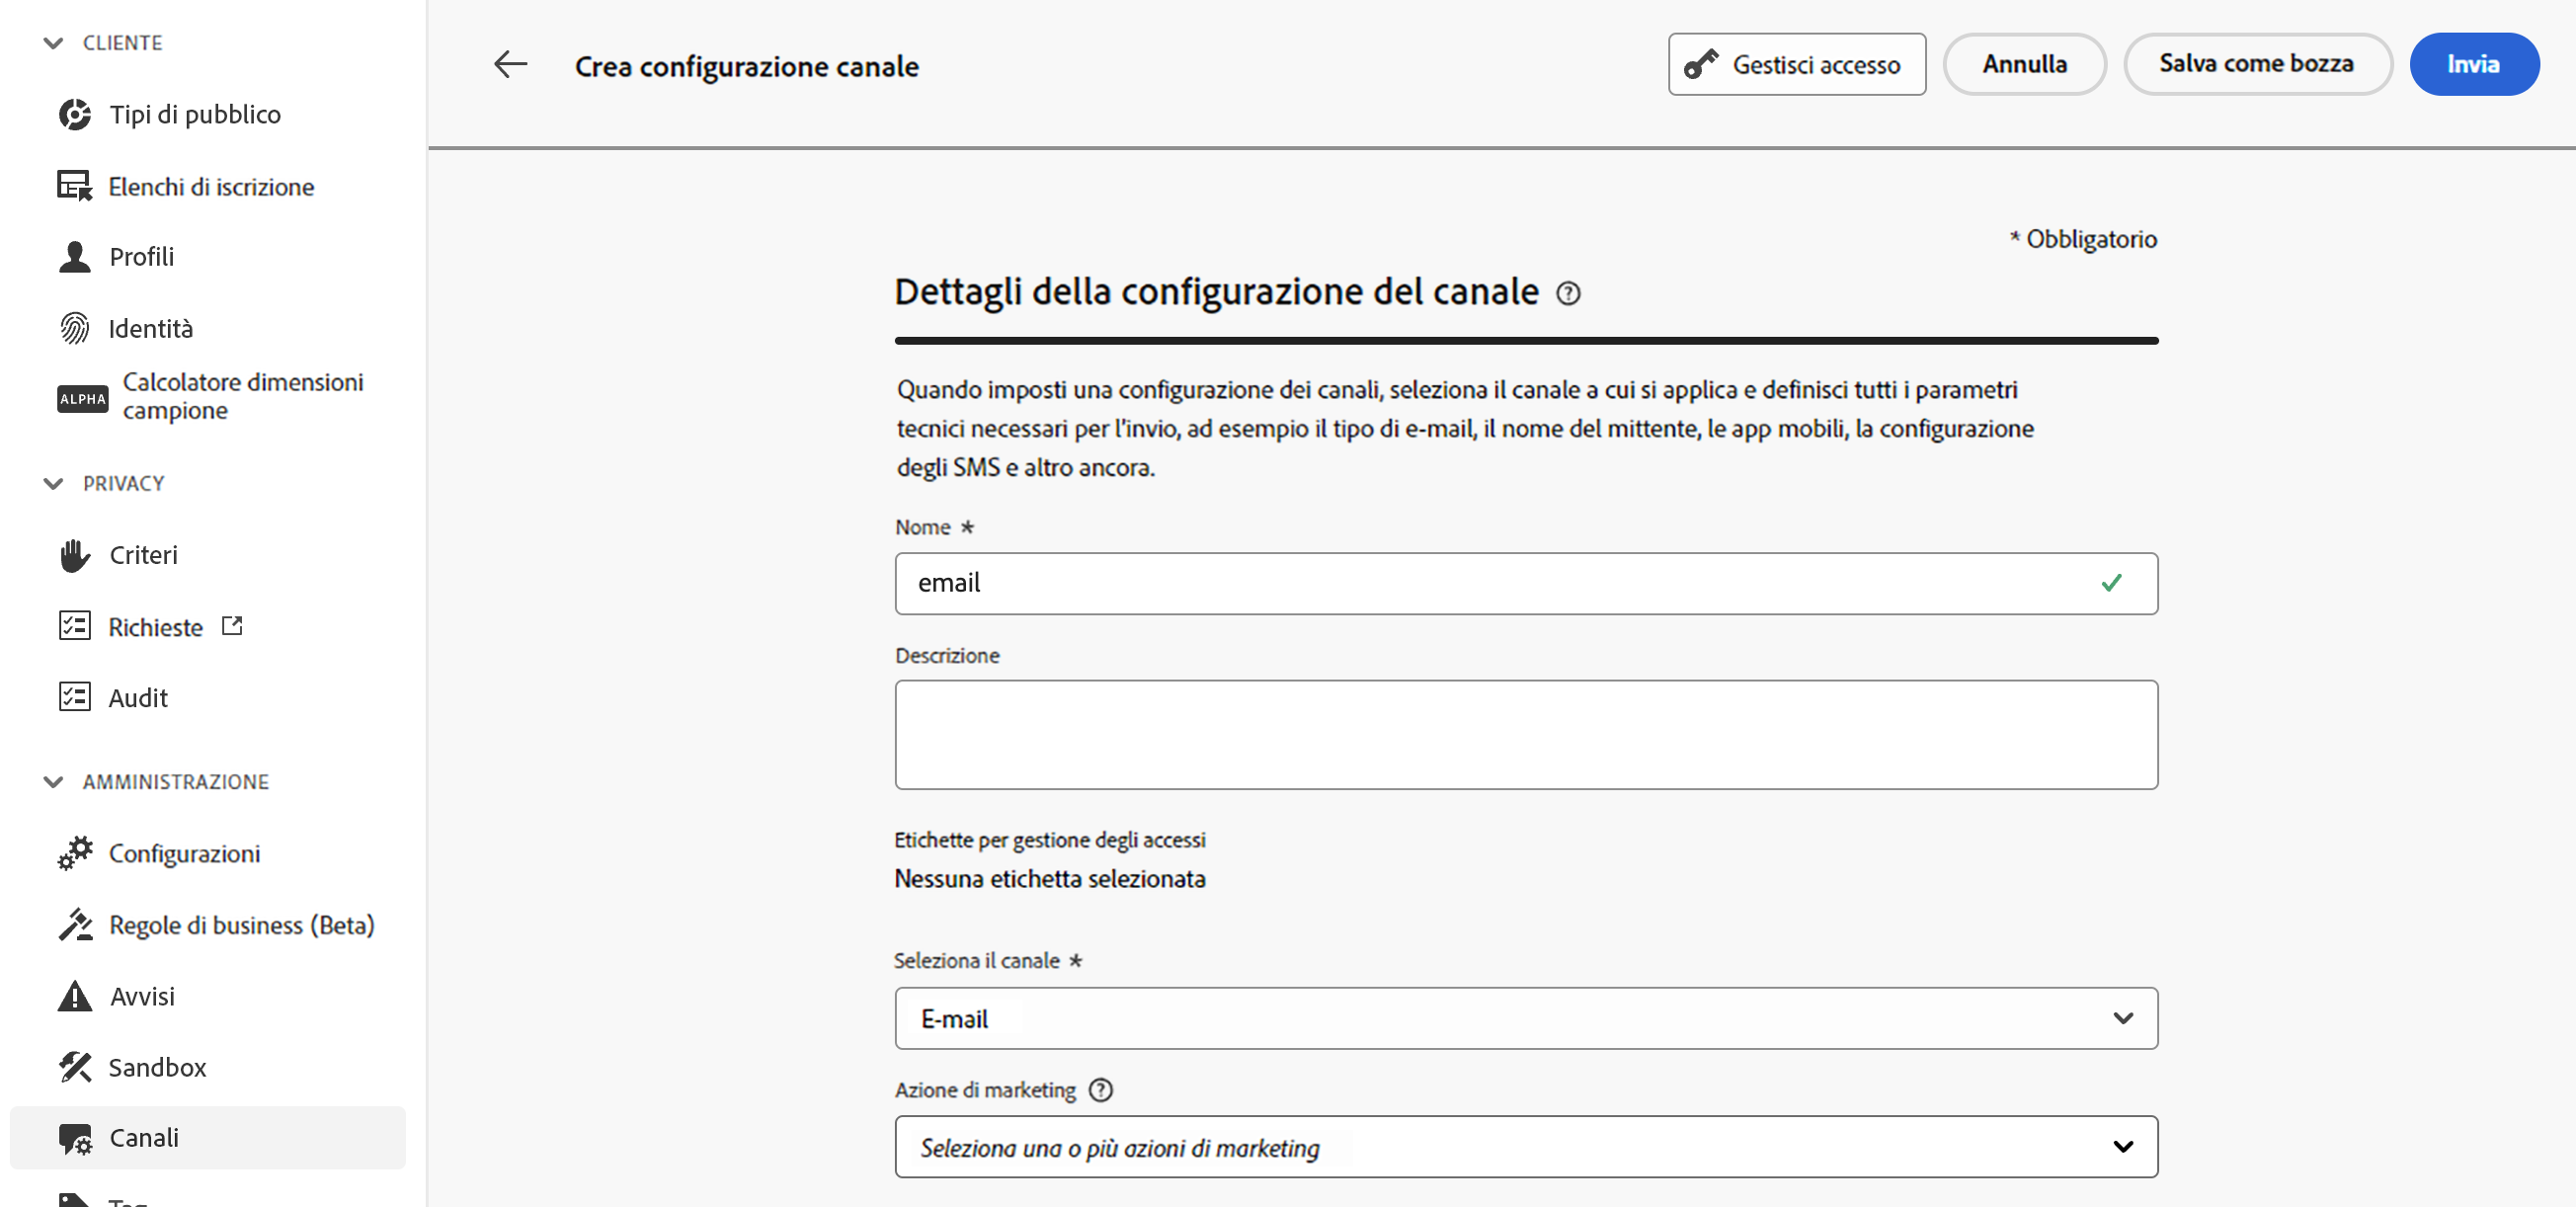 CLIENTE
Tipi di pubblico
Elenchi di iscrizione
Profili
Identità
ALPHA
Calcolatore dimensioni
campione
PRIVACY
Criteri
Richieste
Audit
AMMINISTRAZIONE
Configurazioni
Regole di business (Beta)
Avvisi
Sandbox
Canali
Crea configurazione canale
Gestisci accesso
Annulla
Salva come bozza
Invia
* Obbligatorio
Dettagli della configurazione del canale
Quando imposti una configurazione dei canali, seleziona il canale a cui si applica e definisci tutti i parametri
tecnici necessari per l'invio, ad esempio il tipo di e-mail, il nome del mittente, le app mobili, la configurazione
degli SMS e altro ancora.
Nome *
email
Descrizione
Etichette per gestione degli accessi
Nessuna etichetta selezionata
Seleziona il canale *
E-mail
Azione di marketing
Seleziona una o più azioni di marketing